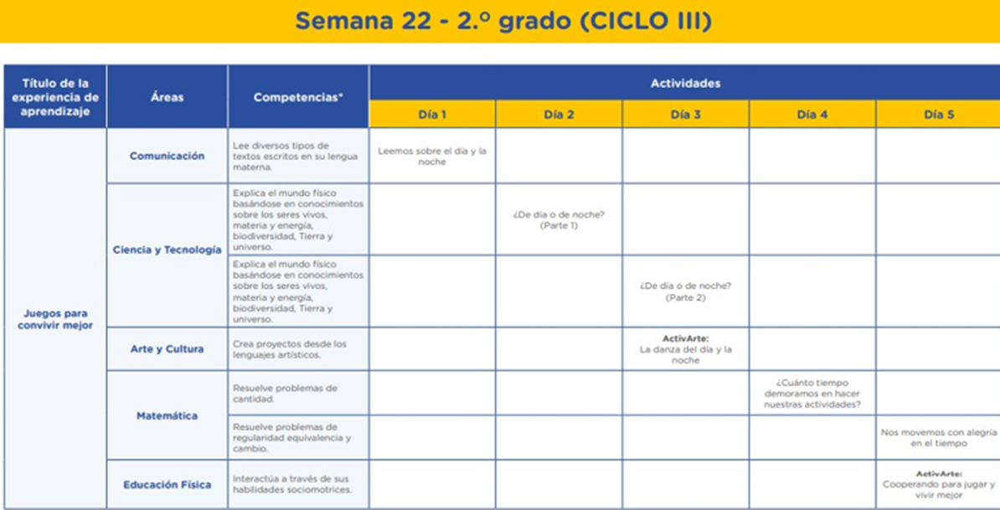 Semana 22 - 2.° grado (CICLO III)
Título de la
experiencia de
aprendizaje
Áreas
Competencias*
Actividades
Día 1
Día 2
Día 3
Día 4
Día 5
Juegos para
convivir mejor
Comunicación
Lee diversos tipos de
textos escritos en su lengua
materna.
Leemos sobre el día y la
noche
Ciencia y Tecnología
Explica el mundo físico
basándose en conocimientos
sobre los seres vivos,
materia y energía,
biodiversidad, Tierra y
universo.
¿De día o de noche?
(Parte 1)
Explica el mundo físico
basándose en conocimientos
sobre los seres vivos,
materia y energía,
biodiversidad, Tierra y
universo.
¿De día o de noche?
(Parte 2)
Arte y Cultura
Crea proyectos desde los
lenguajes artísticos.
ActivArte:
La danza del día y la
noche
Matemática
Resuelve problemas de
cantidad.
¿Cuánto tiempo
demoramos en hacer
nuestras actividades?
Resuelve problemas de
regularidad equivalencia y
cambio.
Nos movemos con alegría
en el tiempo
Educación Física
Interactúa a través de sus
habilidades sociomotrices.
ActivArte:
Cooperando para jugar y
vivir mejor